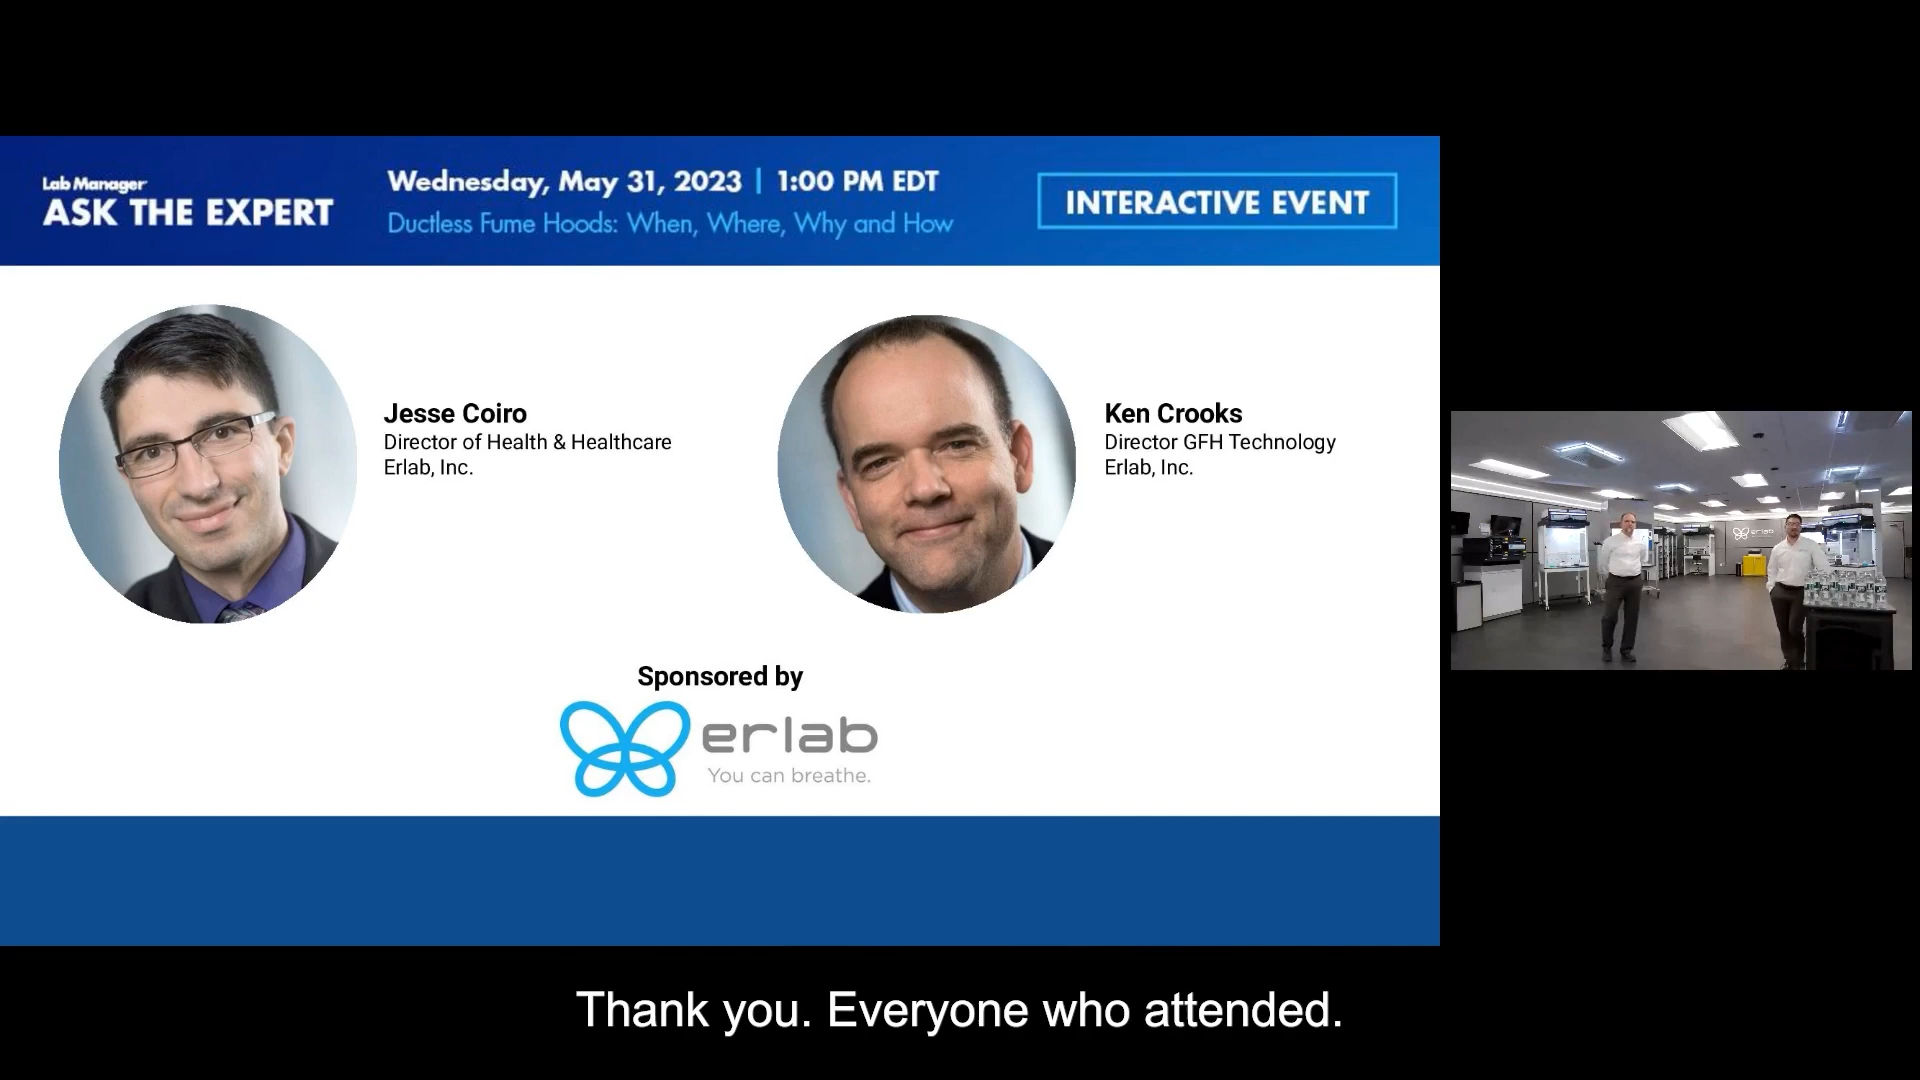 Lab Manager
ASK THE EXPERT
Wednesday, May 31, 2023 | 1:00 PM EDT
Ductless Fume Hoods: When, Where, Why and How
INTERACTIVE EVENT
Jesse Coiro
Director of Health & Healthcare
Erlab, Inc.
Ken Crooks
Director GFH Technology
Erlab, Inc.
Sponsored by
erlab
You can breathe.
erlab
Thank you. Everyone who attended.